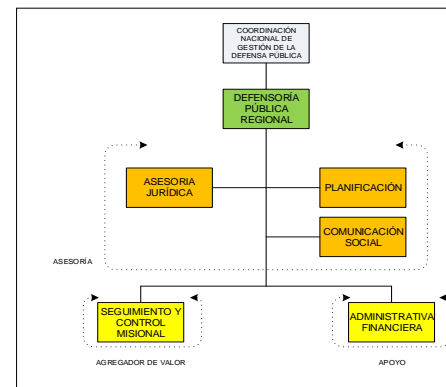 COORDINACIÓN
NACIONAL DE
GESTIÓN DE LA
DEFENSA PÚBLICA
DEFENSORÍA
PÚBLICA
REGIONAL
ASESORIA
JURÍDICA
PLANIFICACIÓN
COMUNICACIÓN
SOCIAL
ASESORÍA
SEGUIMIENTO Y
CONTROL
MISIONAL
ADMINISTRATIVA
FINANCIERA
AGREGADOR DE VALOR
APOYO